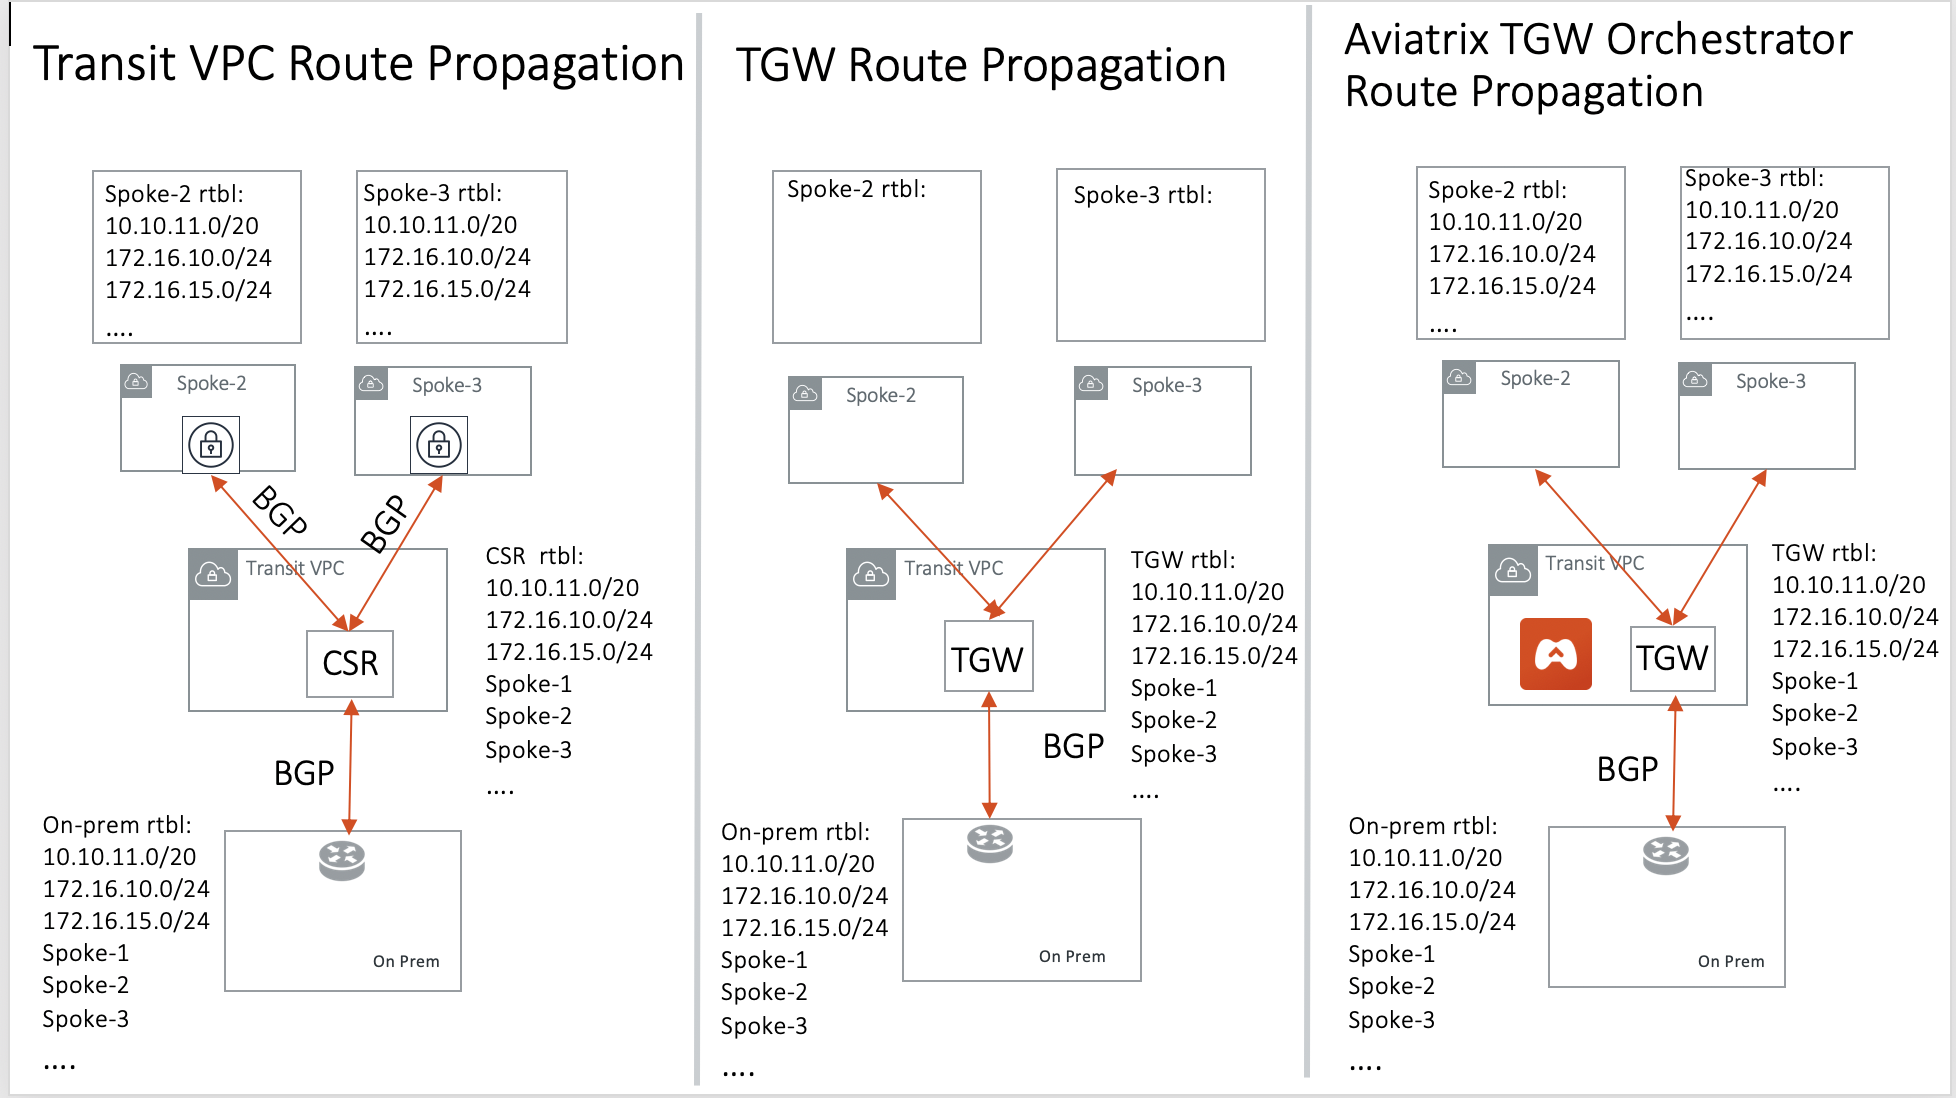 Transit VPC Route Propagation
Spoke-2 rtbl:
10.10.11.0/20
172.16.10.0/24
172.16.15.0/24
....
Spoke-3 rtbl:
10.10.11.0/20
172.16.10.0/24
172.16.15.0/24
....
Spoke-2
Spoke-3
BGP
BGP
Transit VPC
CSR
CSR rtbl:
10.10.11.0/20
172.16.10.0/24
172.16.15.0/24
Spoke-1
Spoke-2
Spoke-3
....
BGP
On-prem rtbl:
10.10.11.0/20
172.16.10.0/24
172.16.15.0/24
Spoke-1
Spoke-2
Spoke-3
....
On Prem
TGW Route Propagation
Spoke-2 rtbl:
Spoke-3 rtbl:
Spoke-2
Spoke-3
Transit VPC
TGW
TGW rtbl:
10.10.11.0/20
172.16.10.0/24
172.16.15.0/24
Spoke-1
Spoke-2
Spoke-3
....
BGP
On-prem rtbl:
10.10.11.0/20
172.16.10.0/24
172.16.15.0/24
Spoke-1
Spoke-2
Spoke-3
....
On Prem
Aviatrix TGW Orchestrator
Route Propagation
Spoke-2 rtbl:
10.10.11.0/20
172.16.10.0/24
172.16.15.0/24
....
Spoke-3 rtbl:
10.10.11.0/20
172.16.10.0/24
172.16.15.0/24
....
Spoke-2
Spoke-3
Transit VPC
TGW
TGW rtbl:
10.10.11.0/20
172.16.10.0/24
172.16.15.0/24
Spoke-1
Spoke-2
Spoke-3
....
BGP
On-prem rtbl:
10.10.11.0/20
172.16.10.0/24
172.16.15.0/24
Spoke-1
Spoke-2
Spoke-3
....
On Prem